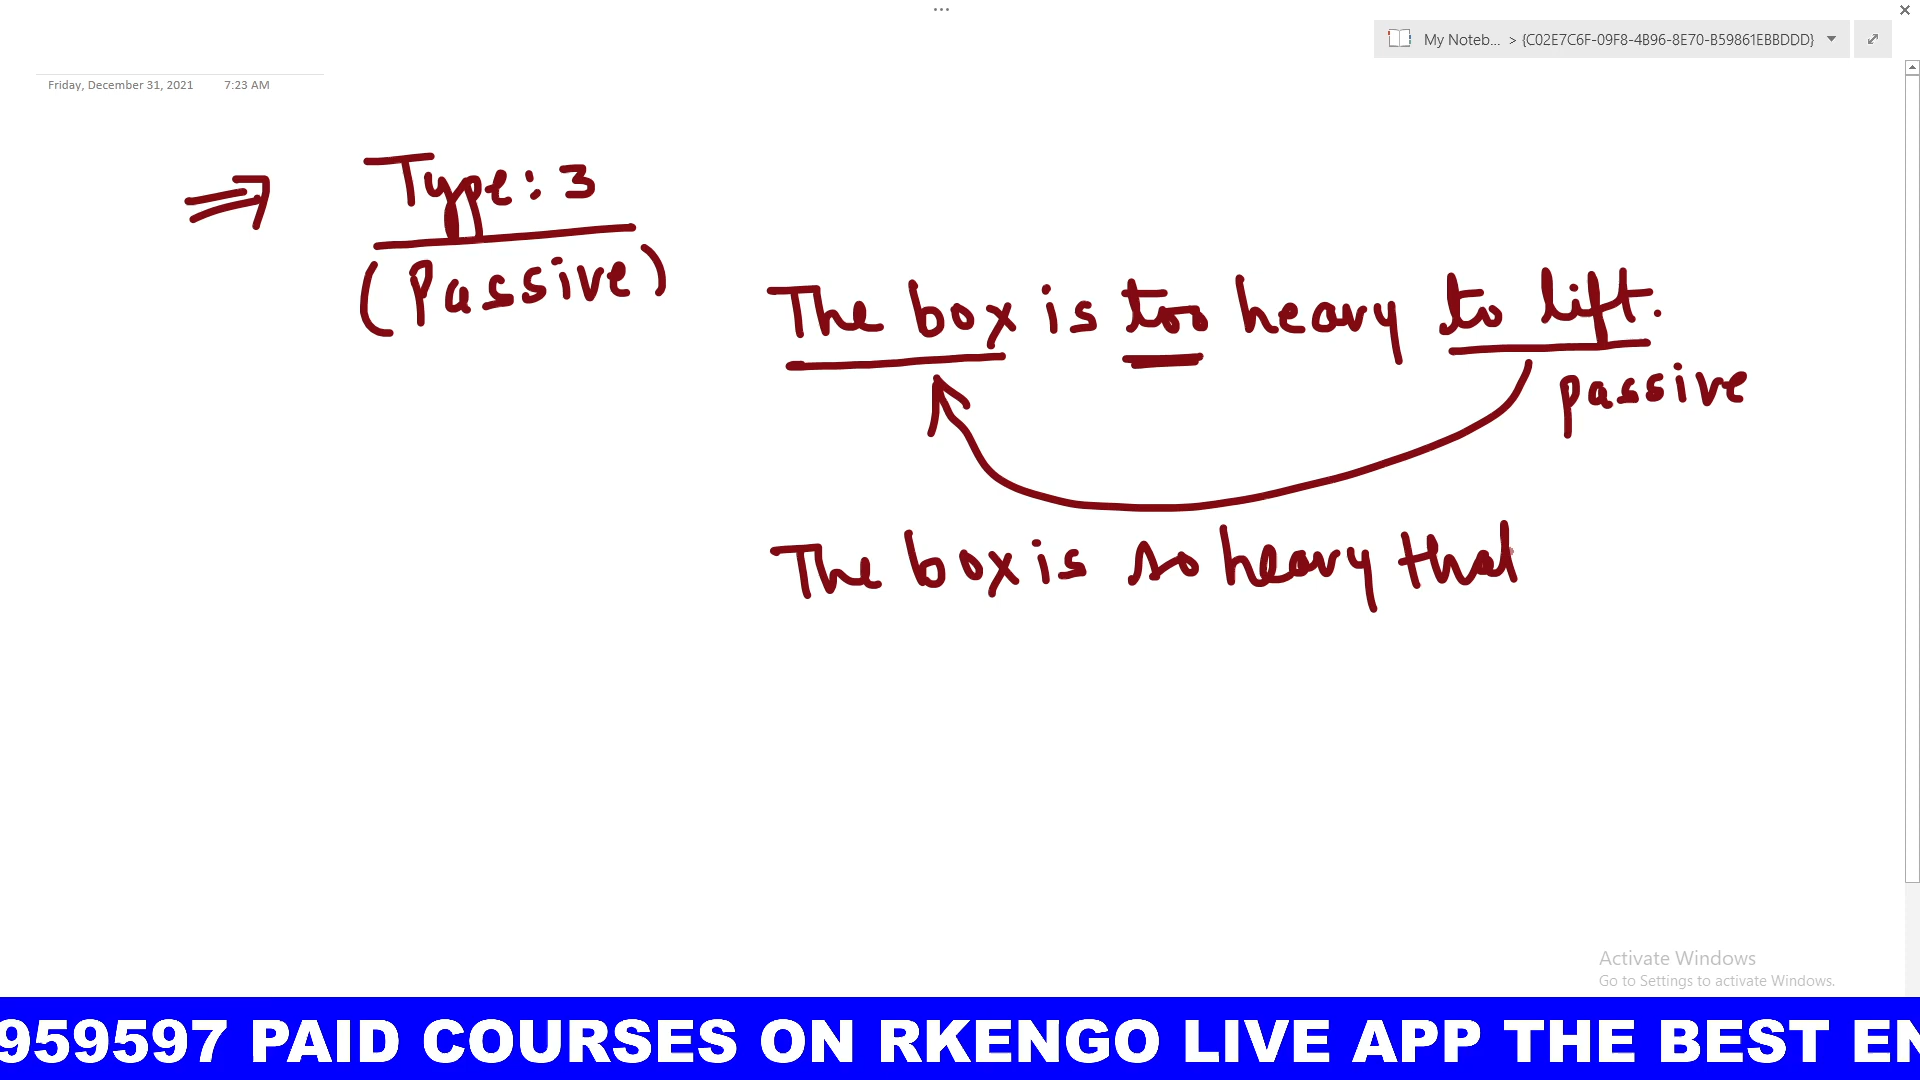 ...
My Noteb... > {C02E7C6F-09F8-4B96-8E70-B59861EBBDDD}
Friday, December 31, 2021 7:23 AM
⇒ Type: 3
(Passive)
The box is too heavy to lift.
passive
The box is so heavy that
Activate Windows
Go to Settings to activate Windows.
959597 PAID COURSES ON RKENGO LIVE APP THE BEST EN